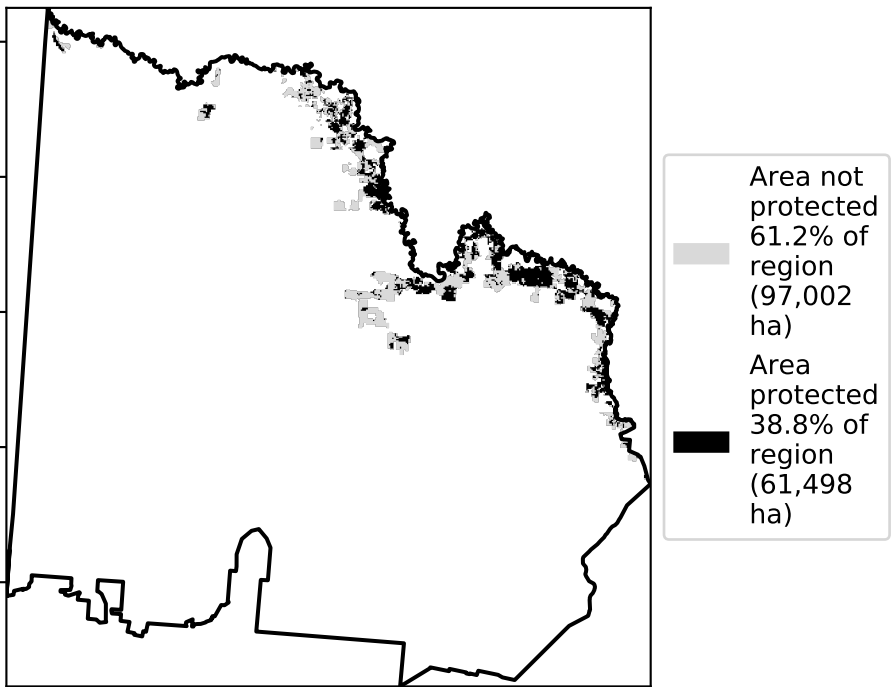 Area not
protected
61.2% of
region
(97,002
ha)
Area
protected
38.8% of
region
(61,498
ha)